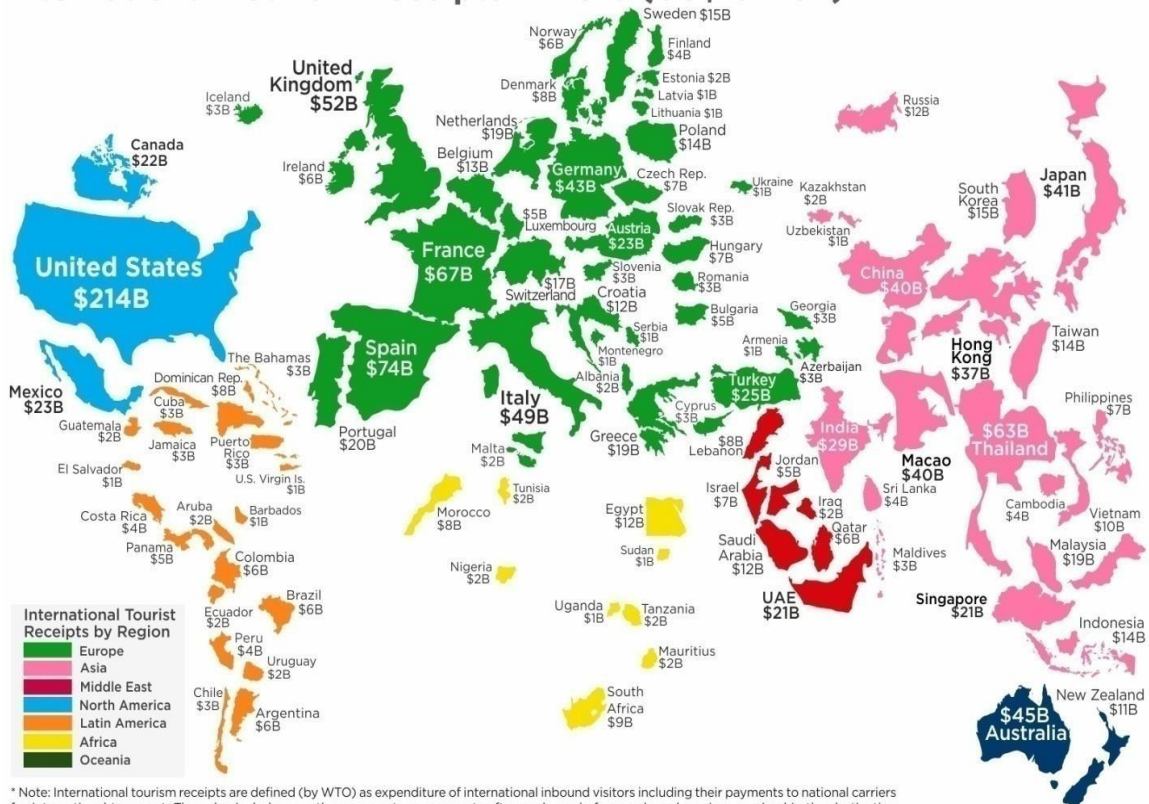 Sweden $15B
Norway
$6B
Finland
$4B
United
Kingdom
$52B
Denmark
$8B
Estonia $2B
Latvia $1B
Lithuania $1B
Iceland
$3B
Russia
$12B
Netherlands
$19B
Poland
$14B
Canada
$22B
Belgium
$13B
Ireland
$6B
Germany
$43B
Czech Rep.
$7B
Ukraine
$1B
Kazakhstan
$2B
South
Korea
$15B
Japan
$41B
$5B
Luxembourg
Slovak Rep.
$3B
Austria
$23B
Uzbekistan
$1B
France
$67B
Hungary
$7B
United States
$214B
$17B
Switzerland
Slovenia
$3B
Romania
$3B
China
$40B
Croatia
$12B
Bulgaria
$5B
Georgia
$3B
Serbia
$1B
Montenegro
$1B
Armenia
$1B
Azerbaijan
$3B
Taiwan
$14B
Hong
Kong
$37B
Spain
$74B
The Bahamas
$3B
Dominican Rep.
$8B
Mexico
$23B
Cuba
$3B
Italy
$49B
Albania
$2B
Turkey
$25B
Philippines
$7B
Guatemala
$2B
Jamaica
$3B
Puerto
Rico
$3B
Portugal
$20B
Cyprus
$3B
Greece
$19B
$8B
Lebanon
India
$29B
$63B
Thailand
Malta
$2B
Macao
$40B
El Salvador
$1B
U.S. Virgin Is.
$1B
Jordan
$5B
Israel
$7B
Tunisia
$2B
Sri Lanka
$4B
Costa Rica
$4B
Aruba
$2B
Barbados
$1B
Morocco
$8B
Egypt
$12B
Iraq
$2B
Cambodia
$4B
Vietnam
$10B
Panama
$5B
Qatar
$6B
Saudi
Arabia
$12B
Sudan
$1B
Maldives
$3B
Malaysia
$19B
Colombia
$6B
Nigeria
$2B
Brazil
$6B
UAE
$21B
Singapore
$21B
Ecuador
$2B
Uganda
$1B
Tanzania
$2B
Indonesia
$14B
Peru
$4B
Uruguay
$2B
Mauritius
$2B
Chile
$3B
Argentina
$6B
South
Africa
$9B
New Zealand
$11B
$45B
Australia
International Tourist
Receipts by Region
Europe
Asia
Middle East
North America
Latin America
Africa
Oceania
* Note: International tourism receipts are defined (by WTO) as expenditure of international inbound visitors including their payments to national carriers